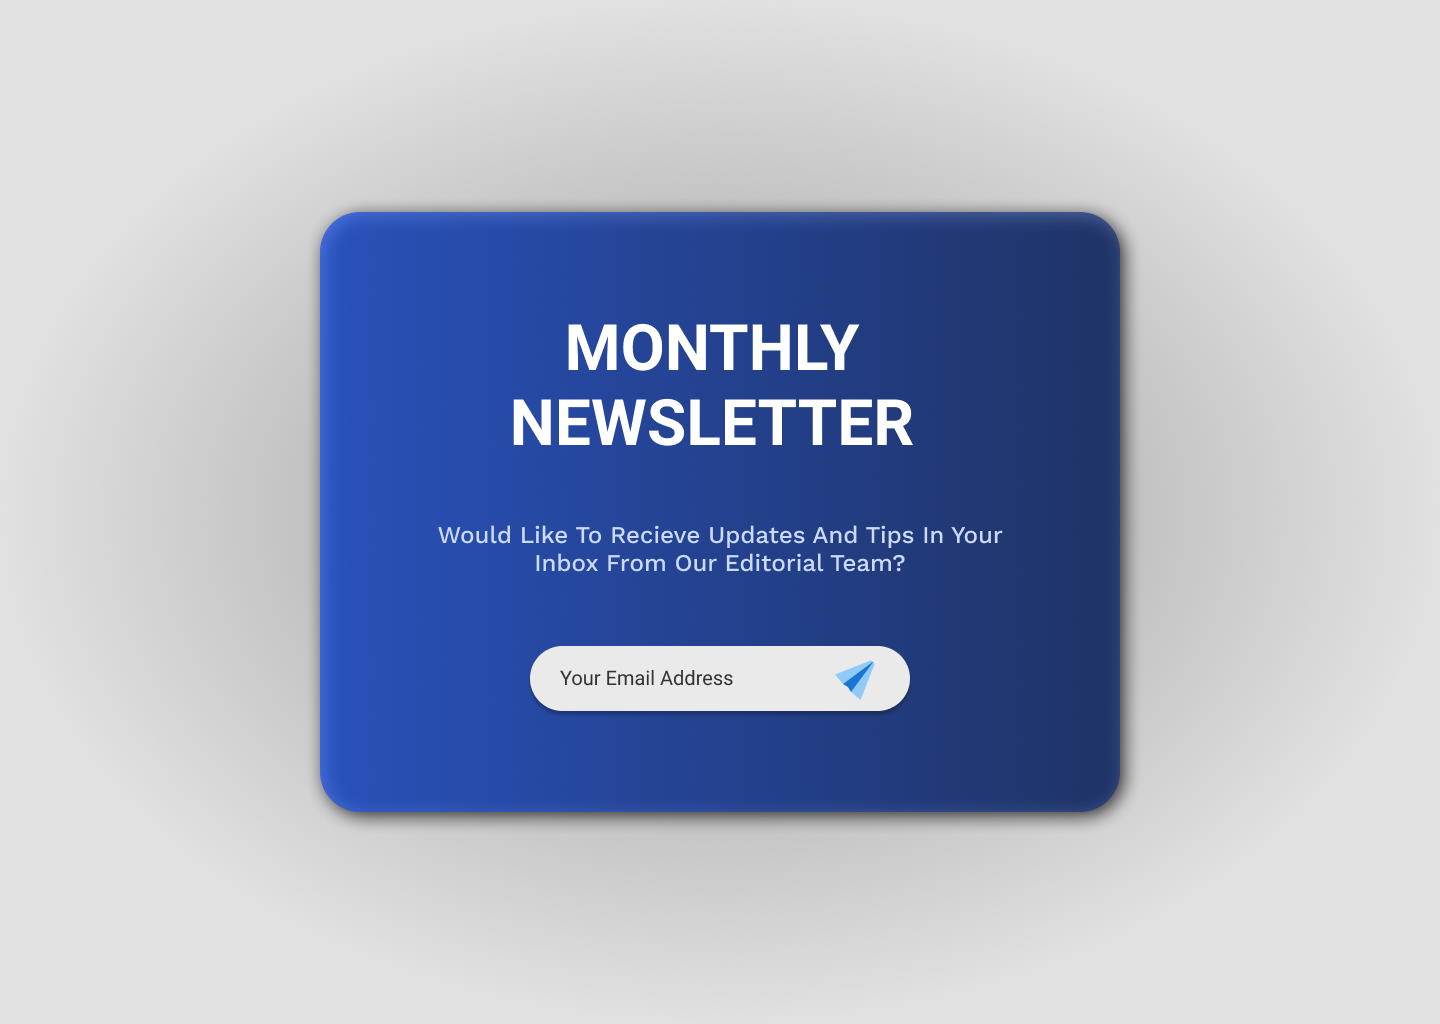 MONTHLY
NEWSLETTER
Would Like To Recieve Updates And Tips In Your
Inbox From Our Editorial Team?
Your Email Address